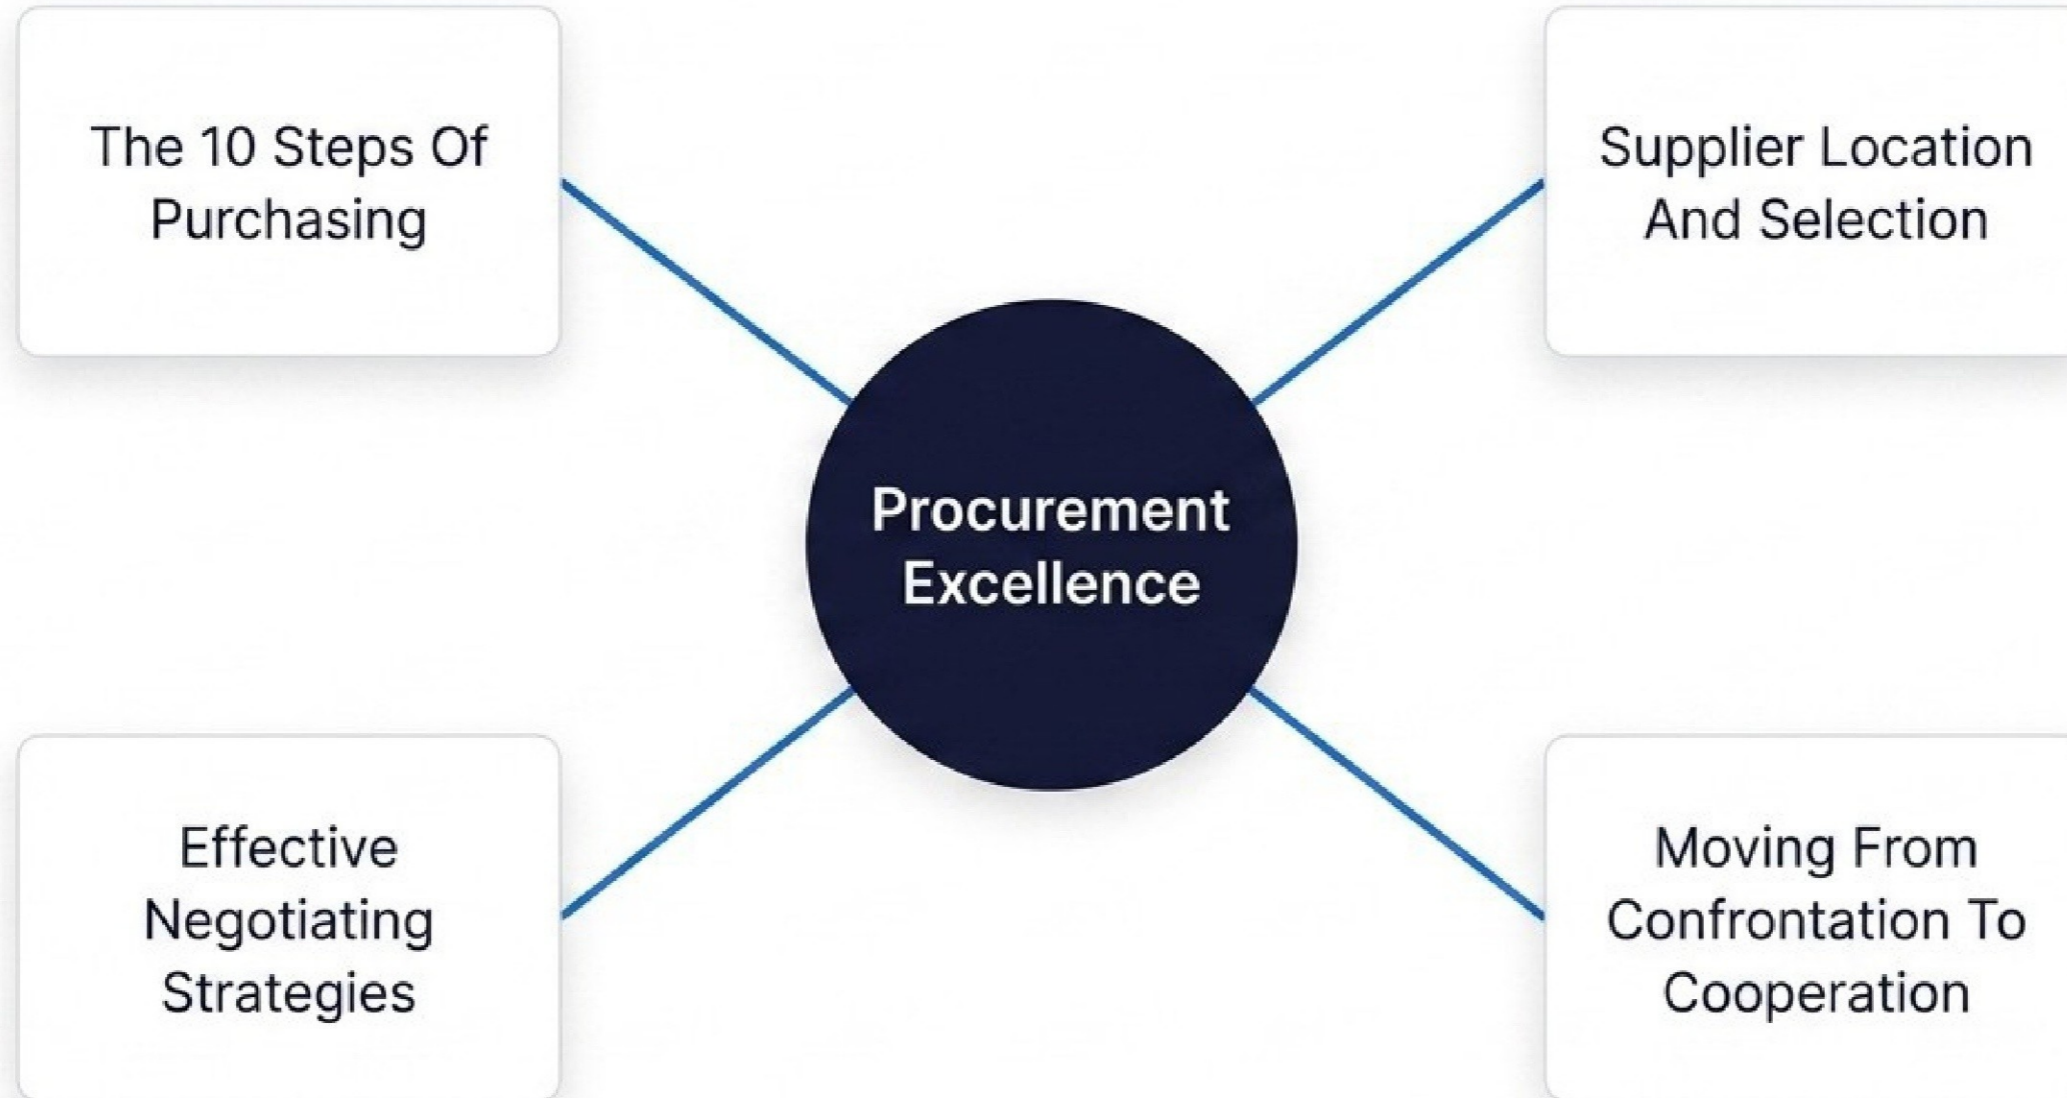 The 10 Steps Of
Purchasing
Supplier Location
And Selection
Procurement
Excellence
Effective
Negotiating
Strategies
Moving From
Confrontation To
Cooperation